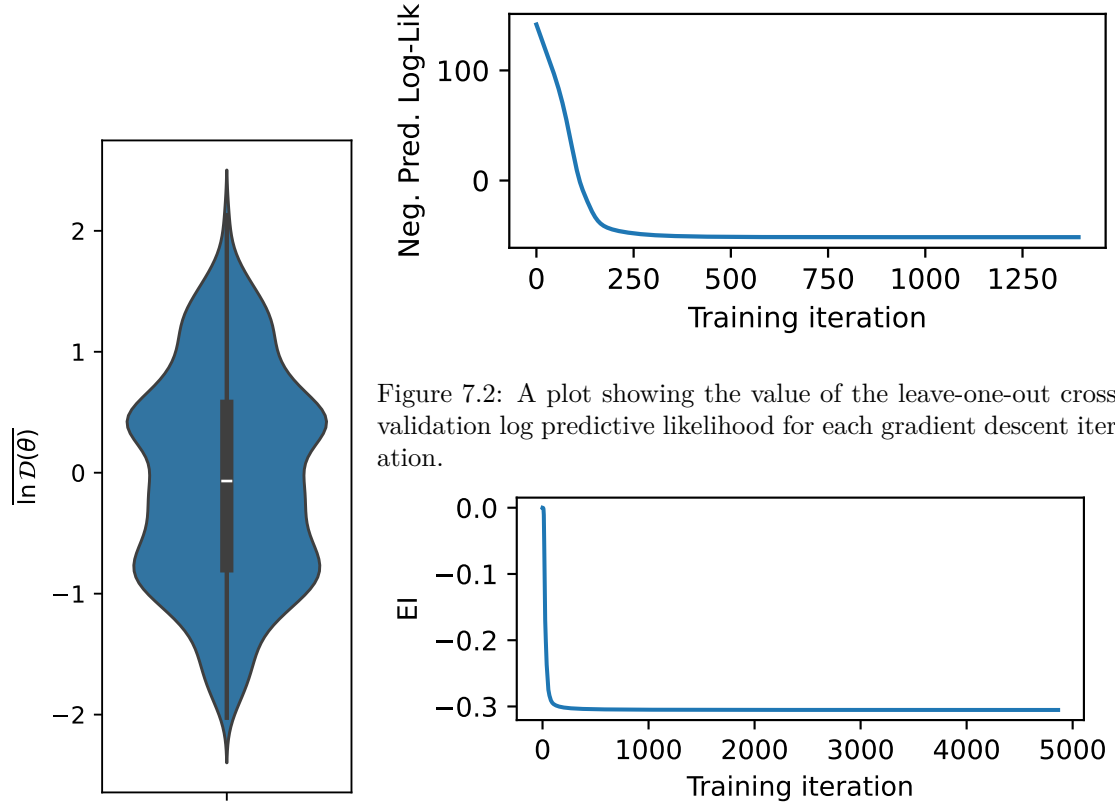 2
1
0
−1
−2
ln D(θ)
100
0
Neg. Pred. Log-Lik
0 250 500 750 1000 1250
Training iteration
Figure 7.2: A plot showing the value of the leave-one-out cross
validation log predictive likelihood for each gradient descent iter
ation.
0.0
−0.1
−0.2
−0.3
EI
0 1000 2000 3000 4000 5000
Training iteration